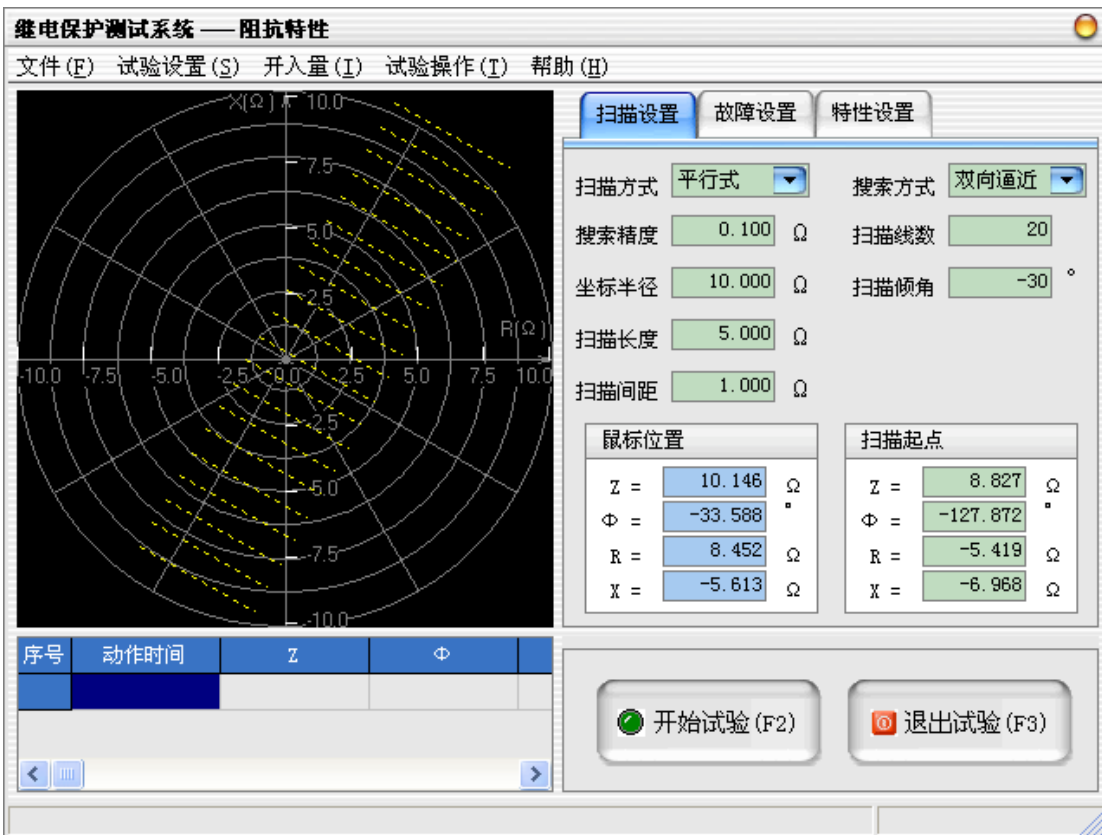 继电保护测试系统 —— 阻抗特性
文件(F) 试验设置(S) 开入量(I) 试验操作(T) 帮助(H)
X(Ω) 10.0
7.5
5.0
2.5
R(Ω)
-10.0 -7.5 -5.0 -2.5 0.0 2.5 5.0 7.5 10.0
-2.5
-5.0
-7.5
-10.0
扫描设置 故障设置 特性设置
扫描方式 平行式 搜索方式 双向逼近
搜索精度 0.100 Ω 扫描线数 20
坐标半径 10.000 Ω 扫描倾角 -30 °
扫描长度 5.000 Ω
扫描间距 1.000 Ω
鼠标位置
Z = 10.146 Ω
Φ = -33.588 °
R = 8.452 Ω
X = -5.613 Ω
扫描起点
Z = 8.827 Ω
Φ = -127.872 °
R = -5.419 Ω
X = -6.968 Ω
序号 动作时间 Z Φ
开始试验(F2) 退出试验(F3)